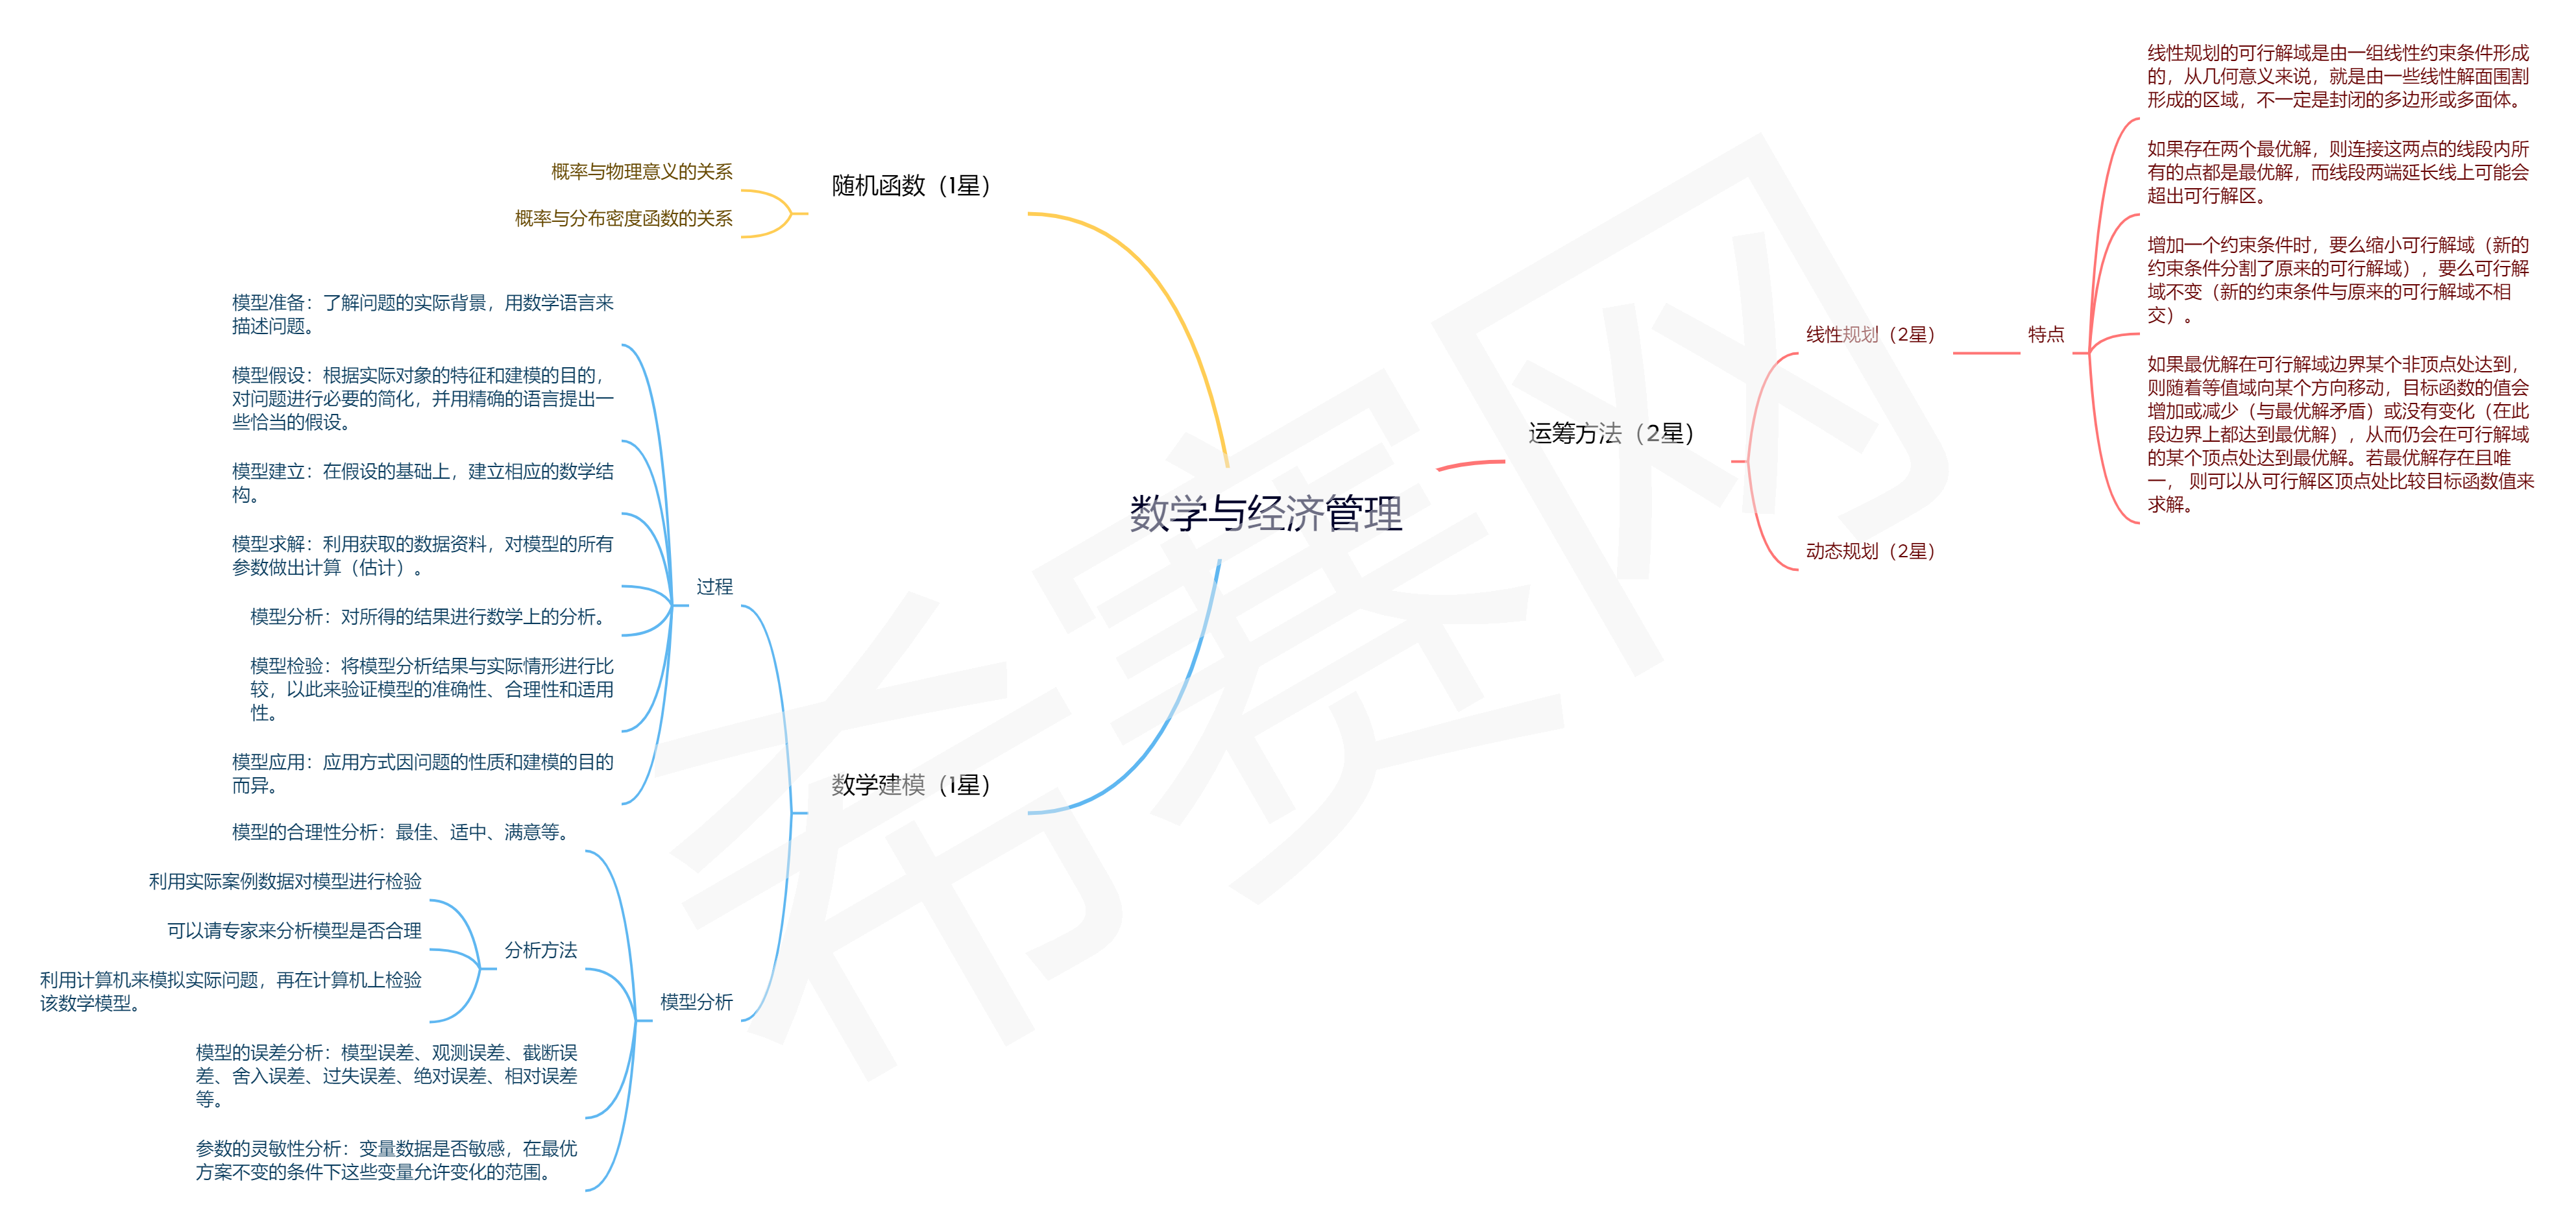 数学与经济管理
随机函数（1星）
概率与物理意义的关系
概率与分布密度函数的关系
数学建模（1星）
过程
模型准备：了解问题的实际背景，用数学语言来
描述问题。
模型假设：根据实际对象的特征和建模的目的，
对问题进行必要的简化，并用精确的语言提出一
些恰当的假设。
模型建立：在假设的基础上，建立相应的数学结
构。
模型求解：利用获取的数据资料，对模型的所有
参数做出计算（估计）。
模型分析：对所得的结果进行数学上的分析。
模型检验：将模型分析结果与实际情形进行比
较，以此来验证模型的准确性、合理性和适用
性。
模型应用：应用方式因问题的性质和建模的目的
而异。
模型分析
模型的合理性分析：最佳、适中、满意等。
分析方法
利用实际案例数据对模型进行检验
可以请专家来分析模型是否合理
利用计算机来模拟实际问题，再在计算机上检验
该数学模型。
模型的误差分析：模型误差、观测误差、截断误
差、舍入误差、过失误差、绝对误差、相对误差
等。
参数的灵敏性分析：变量数据是否敏感，在最优
方案不变的条件下这些变量允许变化的范围。
运筹方法（2星）
线性规划（2星）
特点
线性规划的可行解域是由一组线性约束条件形成
的，从几何意义来说，就是由一些线性解面围割
形成的区域，不一定是封闭的多边形或多面体。
如果存在两个最优解，则连接这两点的线段内所
有的点都是最优解，而线段两端延长线上可能会
超出可行解区。
增加一个约束条件时，要么缩小可行解域（新的
约束条件分割了原来的可行解域），要么可行解
域不变（新的约束条件与原来的可行解域不相
交）。
如果最优解在可行解域边界某个非顶点处达到，
则随着等值域向某个方向移动，目标函数的值会
增加或减少（与最优解矛盾）或没有变化（在此
段边界上都达到最优解），从而仍会在可行解域
的某个顶点处达到最优解。若最优解存在且唯
一， 则可以从可行解区顶点处比较目标函数值来
求解。
动态规划（2星）
希赛网